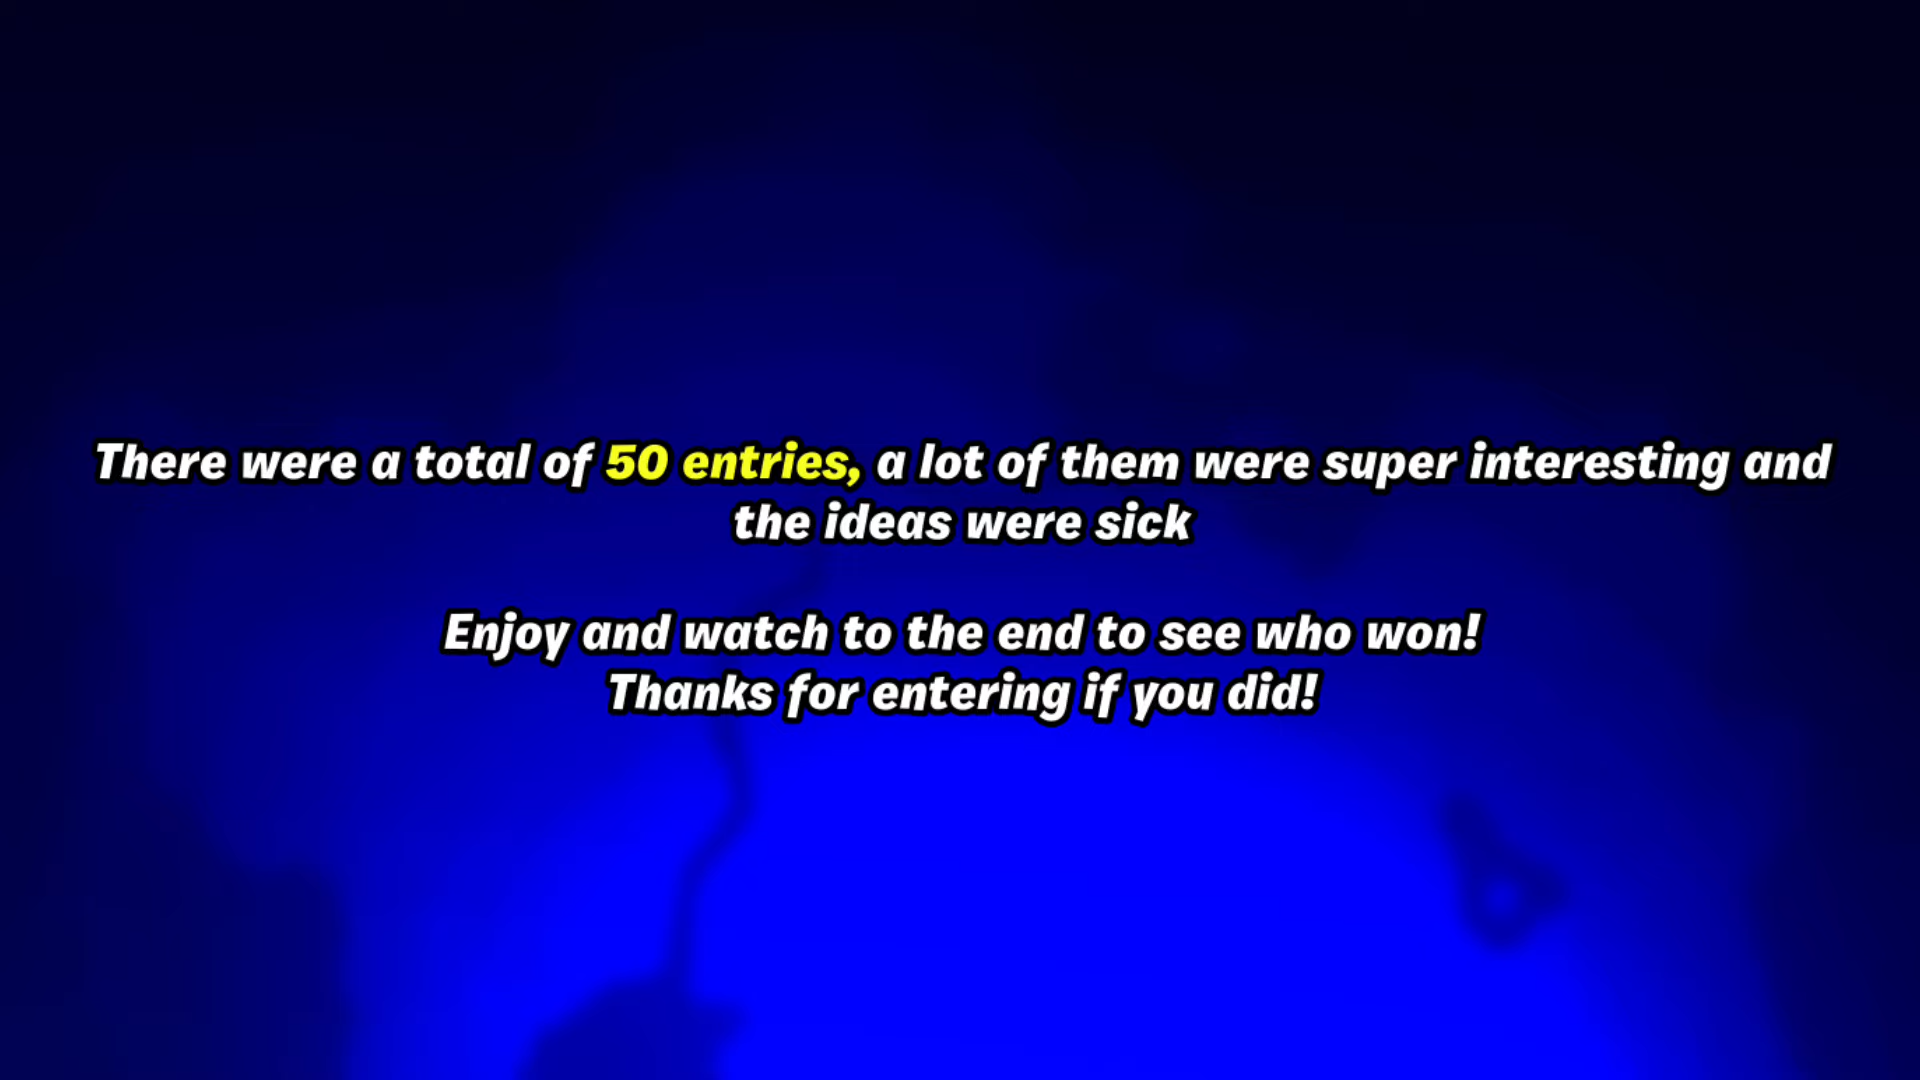 There were a total of 50 entries, a lot of them were super interesting and
the ideas were sick
Enjoy and watch to the end to see who won!
Thanks for entering if you did!